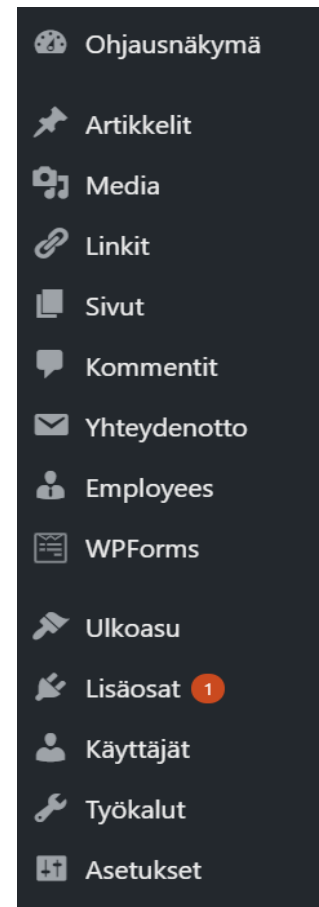 Ohjausnäkymä
Artikkelit
Media
Linkit
Sivut
Kommentit
Yhteydenotto
Employees
WPForms
Ulkoasu
Lisäosat 1
Käyttäjät
Työkalut
Asetukset